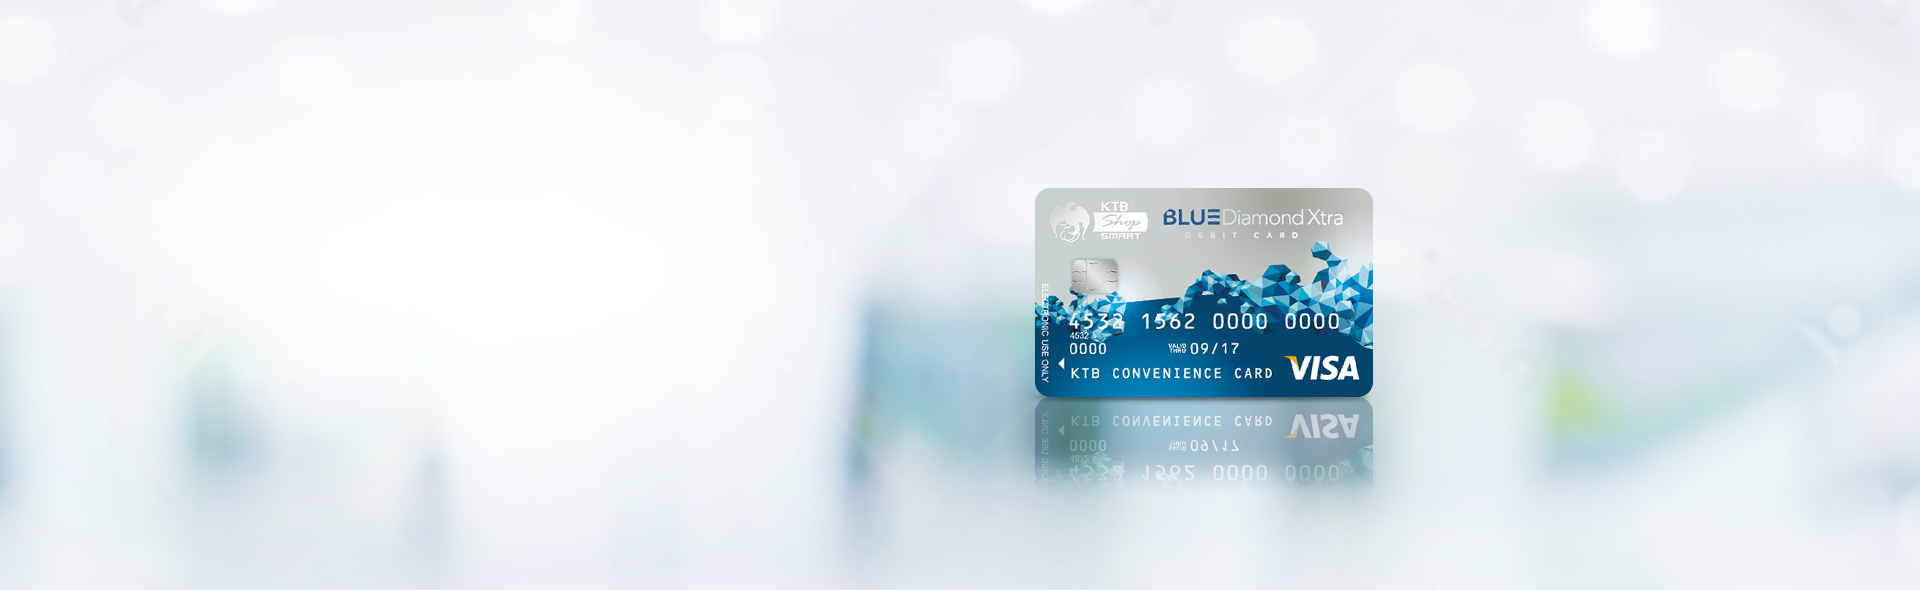 KTB
Shop
SMART
BLUEDiamond Xtra
DEBIT CARD
ELECTRONIC USE ONLY
4532 1562 0000 0000
4532
0000
VALID THRU 09/17
KTB CONVENIENCE CARD
VISA